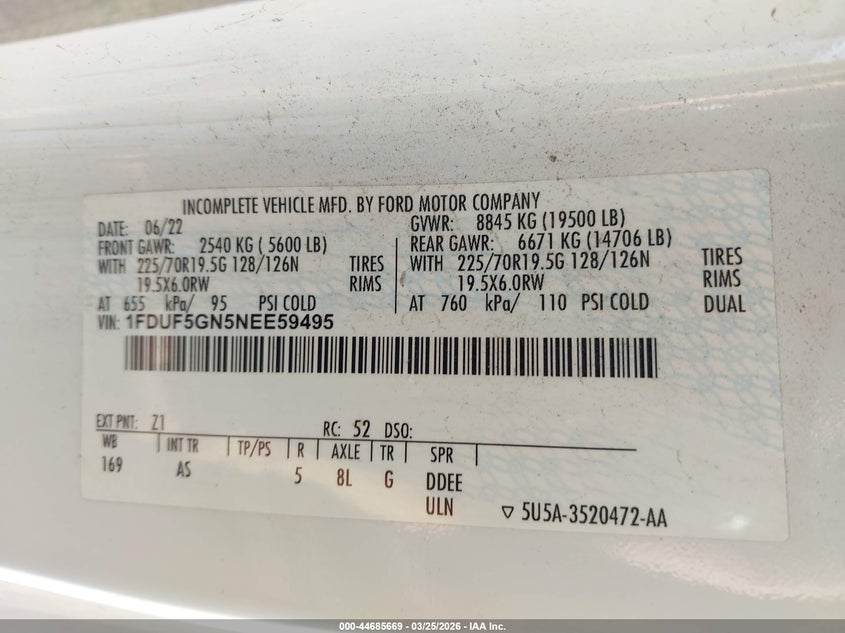 INCOMPLETE VEHICLE MFD. BY FORD MOTOR COMPANY
DATE: 06/22 GVWR: 8845 KG (19500 LB)
FRONT GAWR: 2540 KG ( 5600 LB) REAR GAWR: 6671 KG (14706 LB)
WITH 225/70R19.5G 128/126N TIRES WITH 225/70R19.5G 128/126N TIRES
19.5X6.0RW RIMS 19.5X6.0RW RIMS
AT 655 kPa/ 95 PSI COLD AT 760 kPa/ 110 PSI COLD DUAL
VIN: 1FDUF5GN5NEE59495
EXT PNT: Z1 RC: 52 DSO:
WB INT TR TP/PS R AXLE TR SPR
169 AS 5 8L G DDEE
ULN 5U5A-3520472-AA
000-44685669 - 03/25/2026 - IAA Inc.